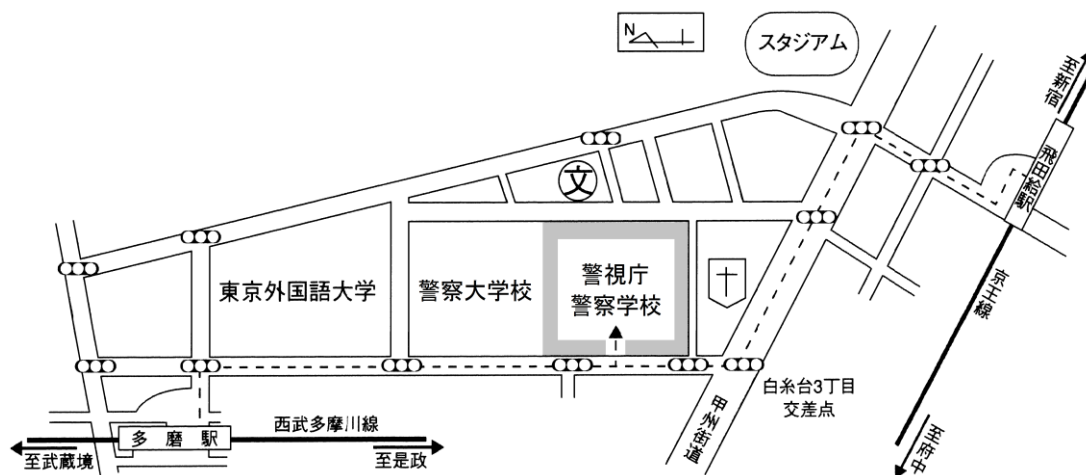 N
スタジアム
至新宿
飛田給駅
文
東京外国語大学
警察大学校
警視庁
警察学校
京王線
白糸台3丁目
交差点
甲州街道
西武多摩川線
多磨駅
至武蔵境
至是政
至府中